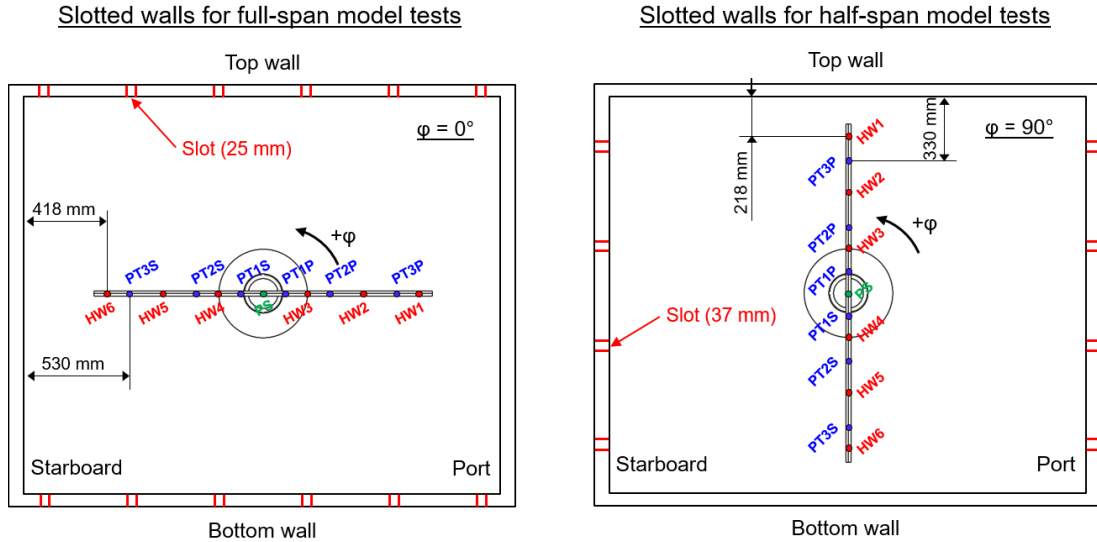 Slotted walls for full-span model tests
Top wall
φ = 0°
Slot (25 mm)
418 mm
+φ
PT3S
PT2S
PT1S
PT1P
PT2P
PT3P
HW6
HW5
HW4
RS
HW3
HW2
HW1
530 mm
Starboard
Port
Bottom wall
Slotted walls for half-span model tests
Top wall
φ = 90°
218 mm
330 mm
HW1
PT3P
HW2
PT2P
HW3
+φ
PT1P
RS
PT1S
HW4
Slot (37 mm)
PT2S
HW5
PT3S
HW6
Starboard
Port
Bottom wall